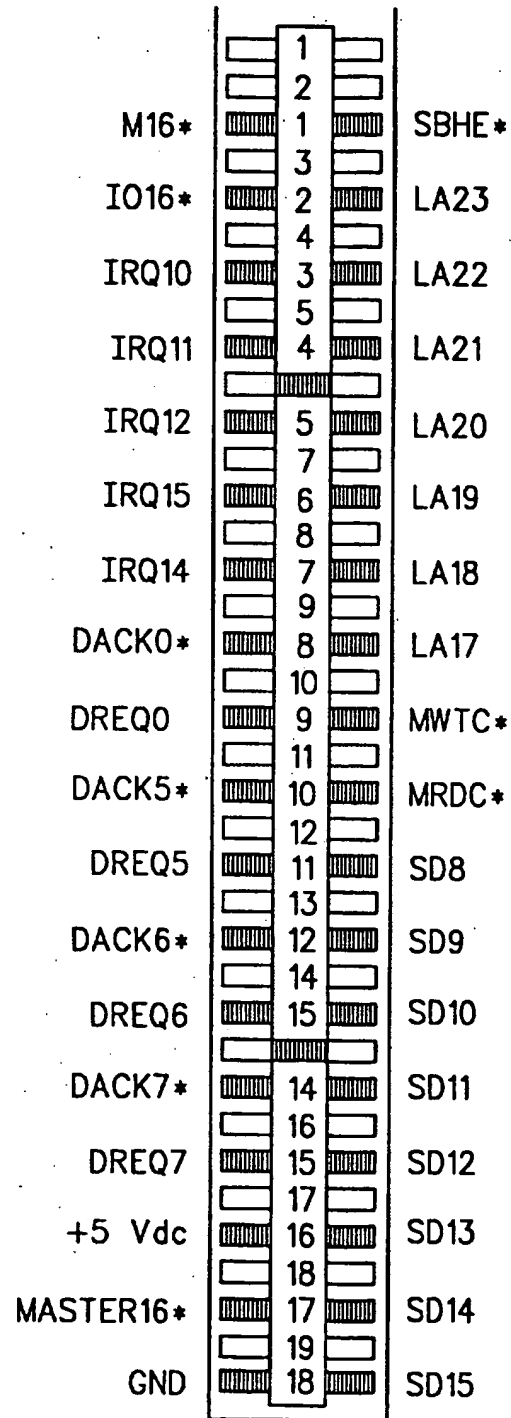 1
2
M16* 1 SBHE*
3
IO16* 2 LA23
4
IRQ10 3 LA22
5
IRQ11 4 LA21
IRQ12 5 LA20
7
IRQ15 6 LA19
8
IRQ14 7 LA18
9
DACK0* 8 LA17
10
DREQ0 9 MWTC*
11
DACK5* 10 MRDC*
12
DREQ5 11 SD8
13
DACK6* 12 SD9
14
DREQ6 15 SD10
DACK7* 14 SD11
16
DREQ7 15 SD12
17
+5 Vdc 16 SD13
18
MASTER16* 17 SD14
19
GND 18 SD15